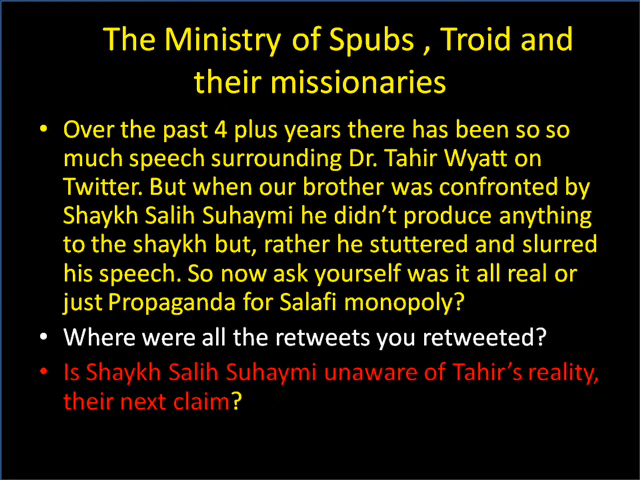 The Ministry of Spubs , Troid and
their missionaries
• Over the past 4 plus years there has been so so
much speech surrounding Dr. Tahir Wyatt on
Twitter. But when our brother was confronted by
Shaykh Salih Suhaymi he didn't produce anything
to the shaykh but, rather he stuttered and slurred
his speech. So now ask yourself was it all real or
just Propaganda for Salafi monopoly?
• Where were all the retweets you retweeted?
• Is Shaykh Salih Suhaymi unaware of Tahir's reality,
their next claim?